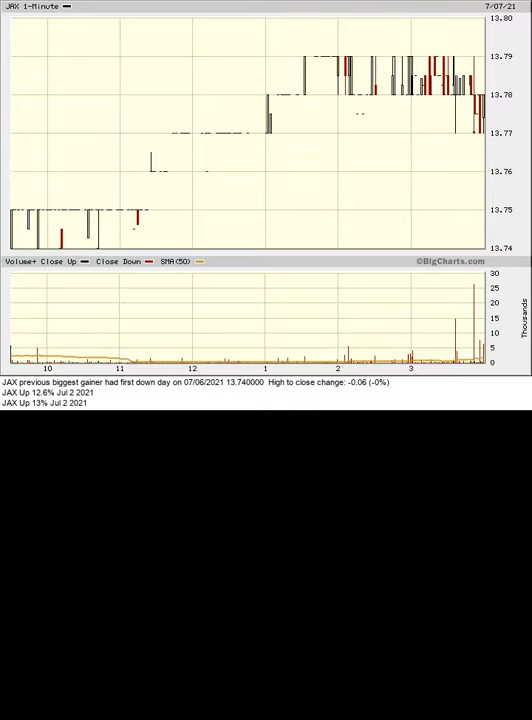 JAX 1-Minute 7/07/21
13.80
13.79
13.78
13.77
13.76
13.75
13.74
Volume+ Close Up Close Down SMA(50) ©BigCharts.com
30
25
20
15
10
5
0
Thousands
10 11 12 1 2 3
JAX previous biggest gainer had first down day on 07/06/2021 13.740000 High to close change: -0.06 (-0%)
JAX Up 12.6% Jul 2 2021
JAX Up 13% Jul 2 2021